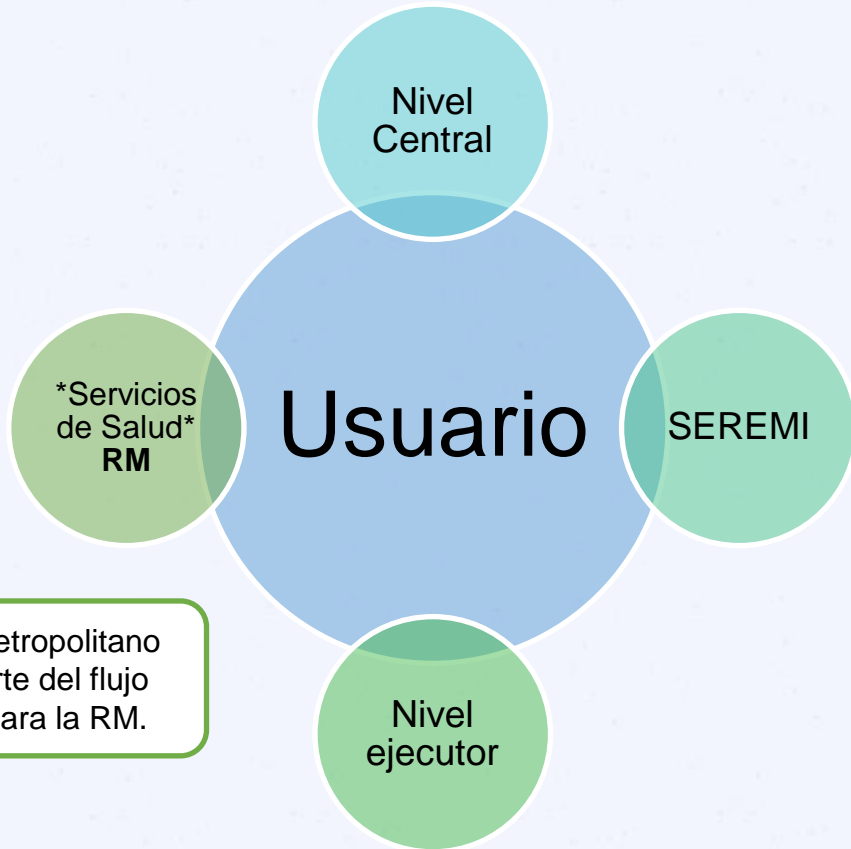 Nivel
Central
*Servicios
de Salud*
RM
Usuario
SEREMI
etropolitano
rte del flujo
ara la RM.
Nivel
ejecutor